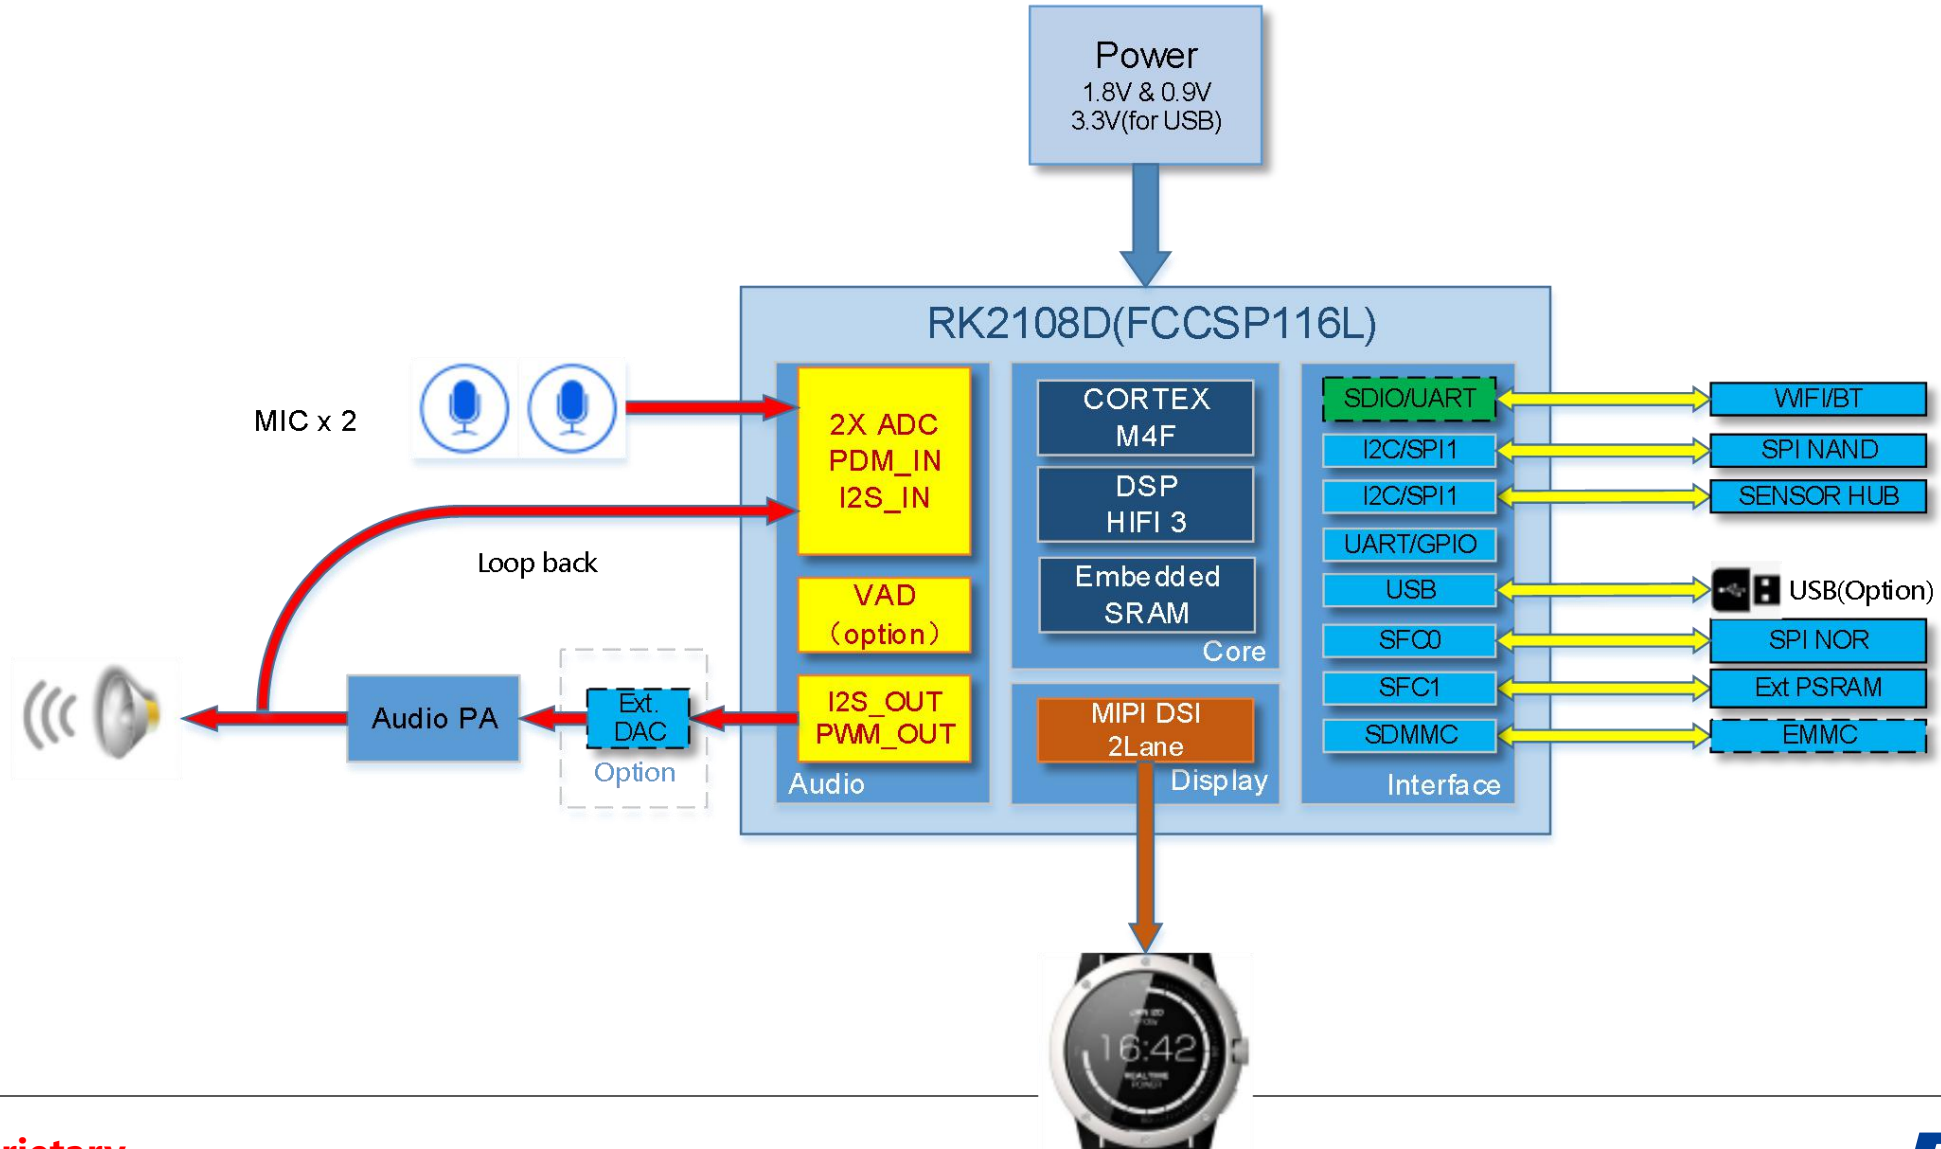 Power
1.8V & 0.9V
3.3V(for USB)
RK2108D(FCCSP116L)
MIC x 2
2X ADC
PDM_IN
I2S_IN
Loop back
VAD
（option）
I2S_OUT
PWM_OUT
Audio
Ext.
DAC
Option
Audio PA
CORTEX
M4F
DSP
HIFI 3
Embedded
SRAM
Core
MIPI DSI
2Lane
Display
SDIO/UART
I2C/SPI1
I2C/SPI1
UART/GPIO
USB
SFC0
SFC1
SDMMC
Interface
WIFI/BT
SPI NAND
SENSOR HUB
USB(Option)
SPI NOR
Ext PSRAM
EMMC
16:42
REALTIME
POWER